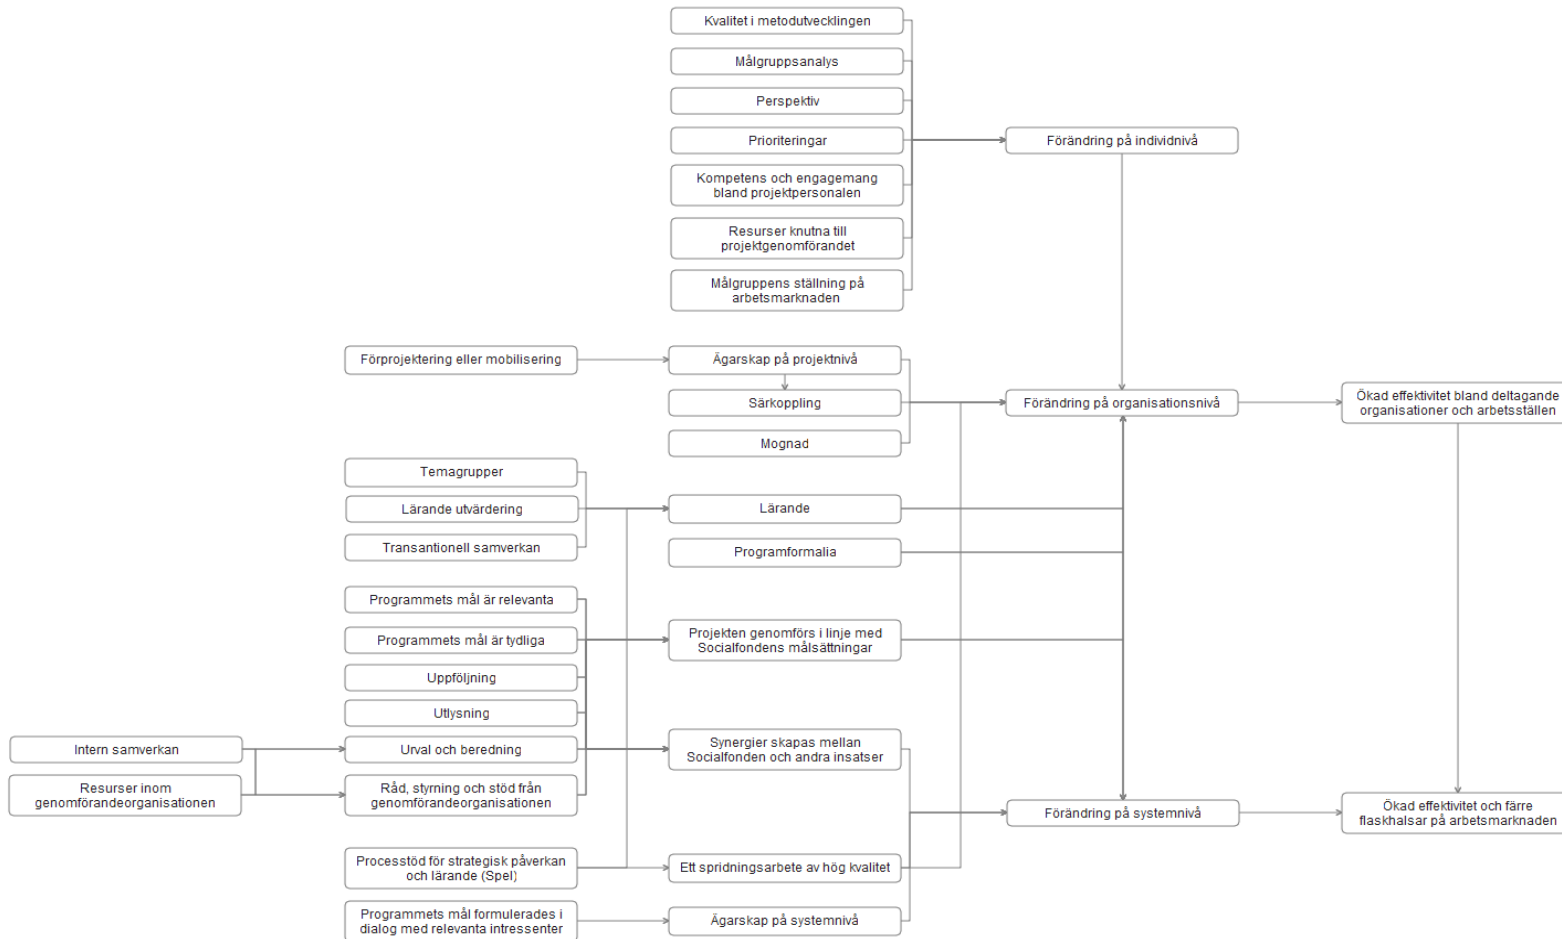 Kvalitet i metodutvecklingen
Målgruppsanalys
Perspektiv
Prioriteringar
Förändring på individnivå
Kompetens och engagemang
bland projektpersonalen
Resurser knutna till
projektgenomförandet
Målgruppens ställning på
arbetsmarknaden
Förprojektering eller mobilisering
Ägarskap på projektnivå
Särkoppling
Mognad
Förändring på organisationsnivå
Ökad effektivitet bland deltagande
organisationer och arbetsställen
Temagrupper
Lärande utvärdering
Transantionell samverkan
Lärande
Programformalia
Programmets mål är relevanta
Programmets mål är tydliga
Uppföljning
Utlysning
Projekten genomförs i linje med
Socialfondens målsättningar
Intern samverkan
Resurser inom
genomförandeorganisationen
Urval och beredning
Råd, styrning och stöd från
genomförandeorganisationen
Synergier skapas mellan
Socialfonden och andra insatser
Förändring på systemnivå
Ökad effektivitet och färre
flaskhalsar på arbetsmarknaden
Processtöd för strategisk påverkan
och lärande (Spel)
Ett spridningsarbete av hög kvalitet
Programmets mål formulerades i
dialog med relevanta intressenter
Ägarskap på systemnivå